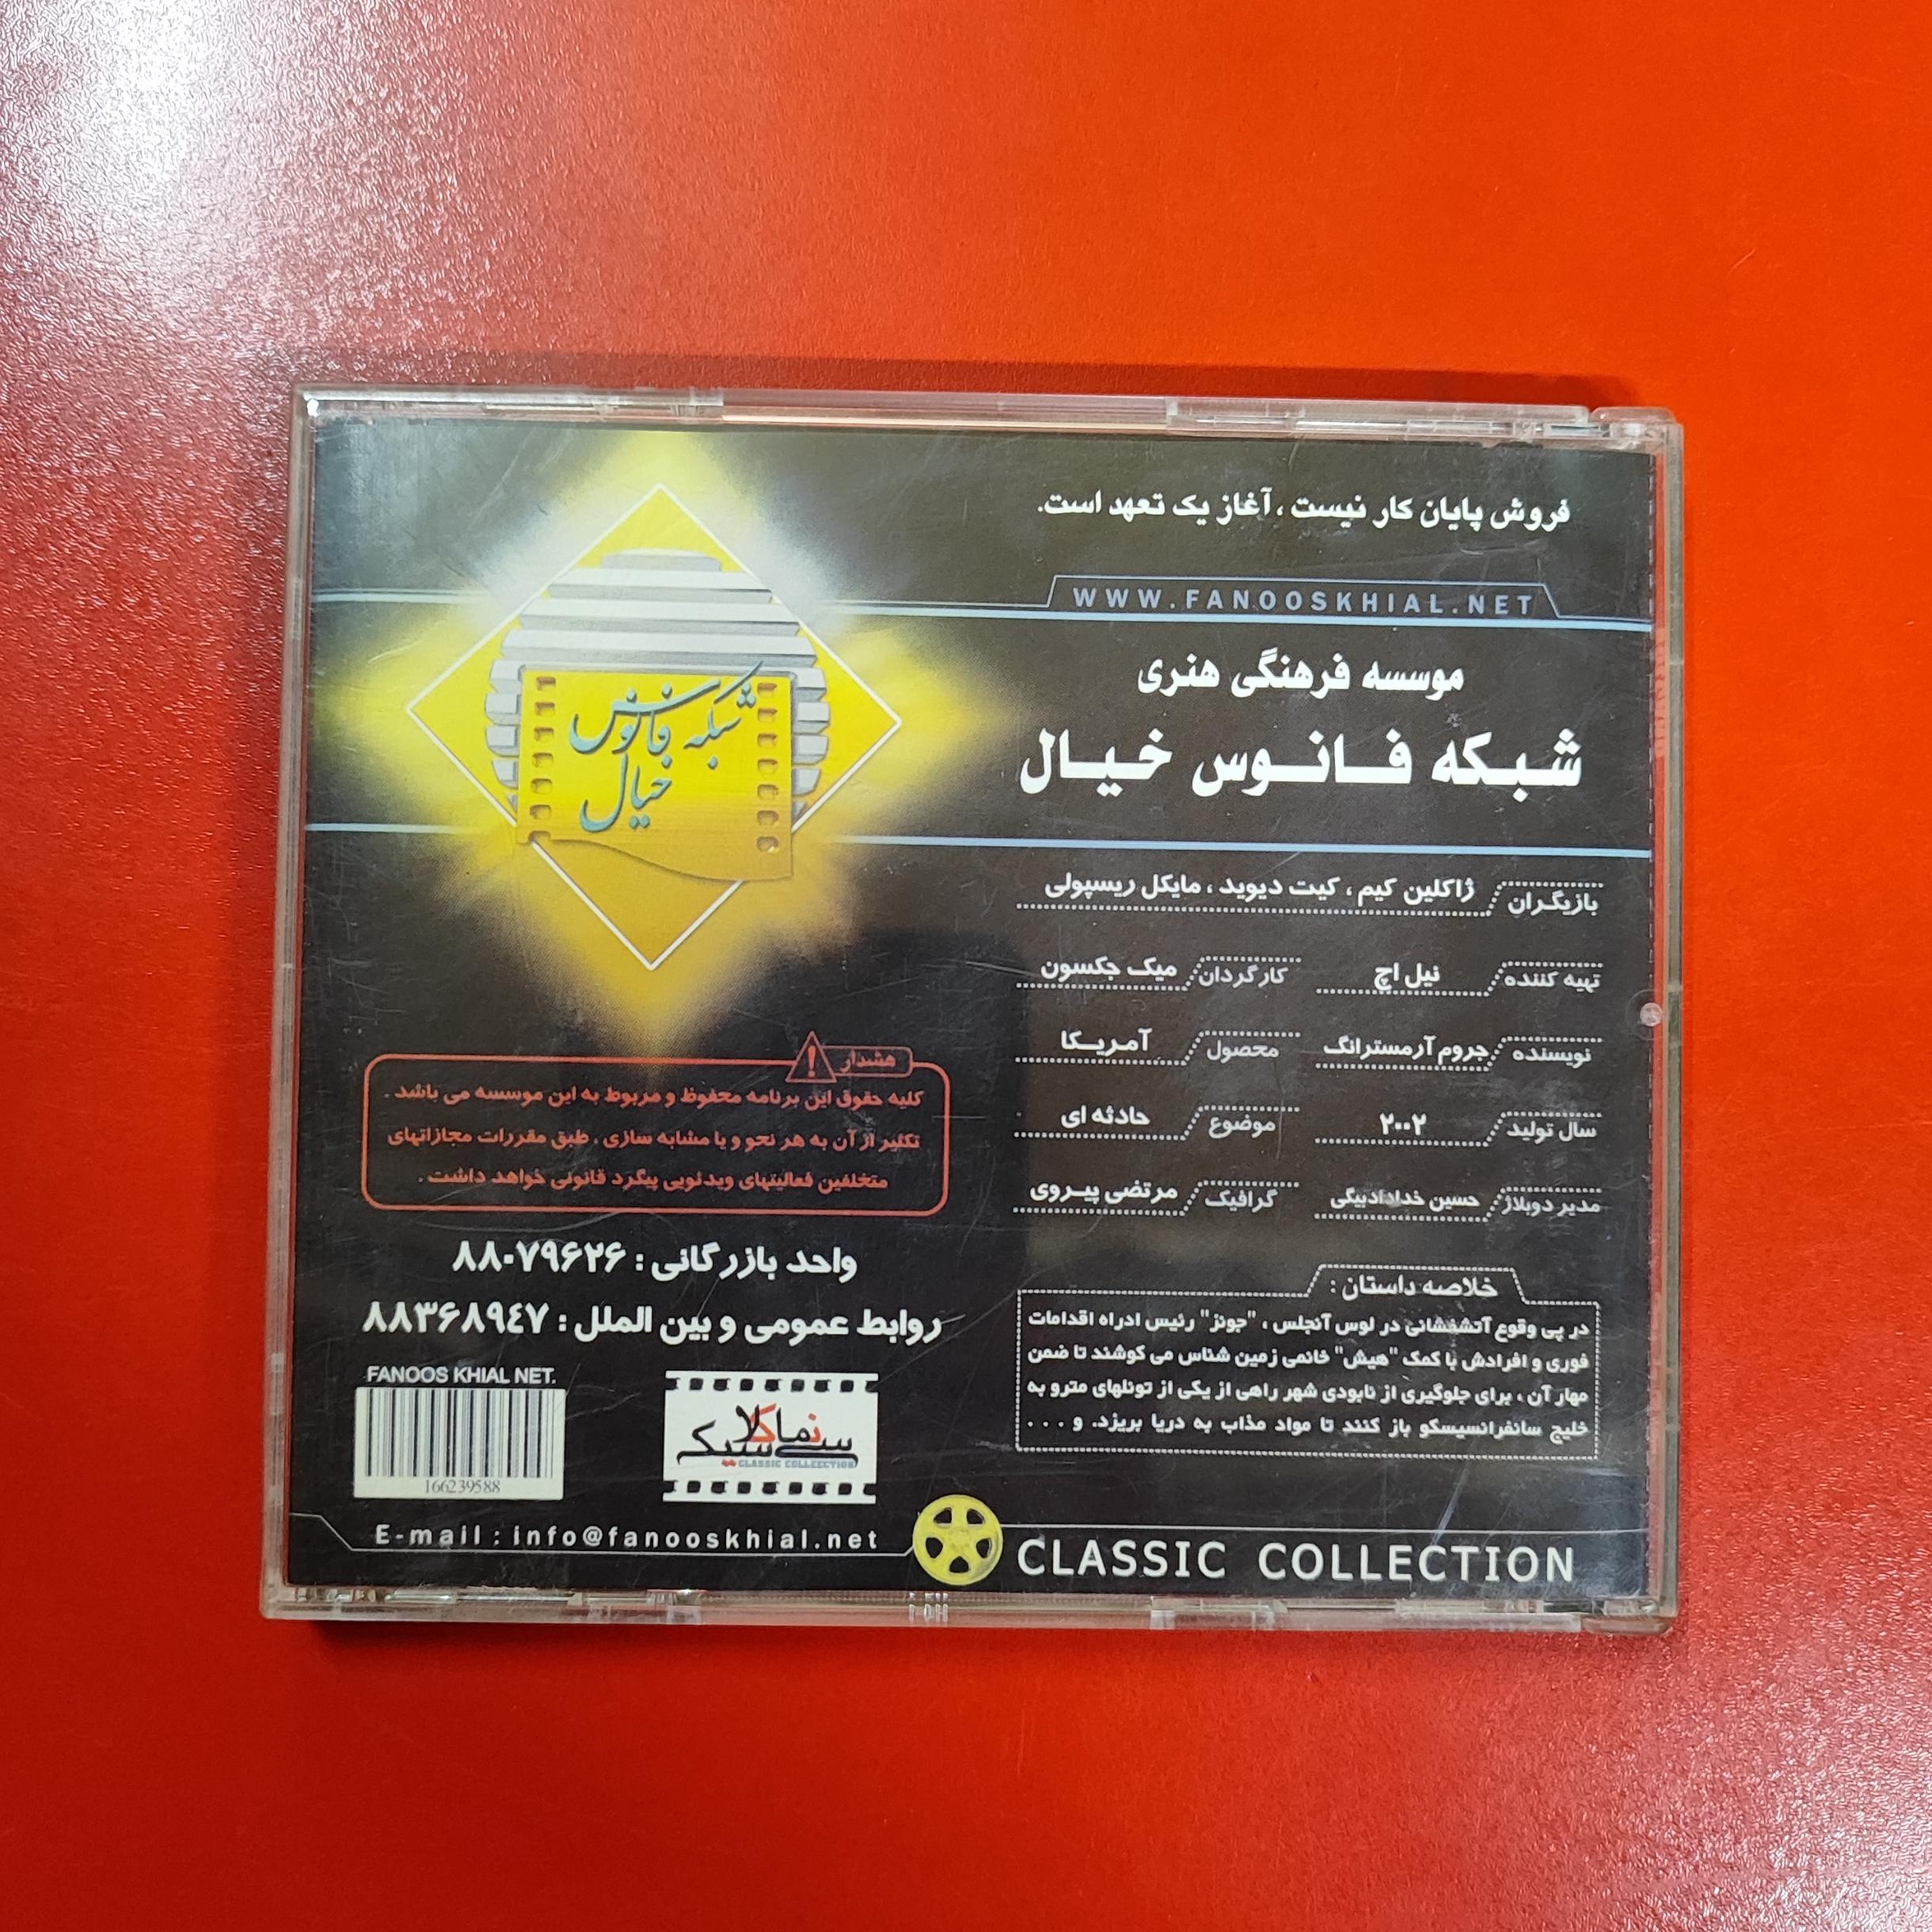 فروش پایان کار نیست ، آغاز یک تعهد است.
WWW.FANOOSKHIAL.NET
موسسه فرهنگی هنری
شبکه فانوس خیال
شبکه فانوس
خیال
بازیگران ژاکلین کیم ، کیت دیوید ، مایکل ریسپولی
تهیه کننده نیل اچ کارگردان میک جکسون
نویسنده جروم آرمسترانگ محصول آمریکا
سال تولید ۲۰۰۲ موضوع حادثه ای
مدیر دوبلاژ حسین خدادادبیگی گرافیک مرتضی پیروی
خلاصه داستان :
در پی وقوع آتشفشانی در لوس آنجلس ، "جونز" رئیس ادراه اقدامات
فوری و افرادش با کمک "هیش" خانمی زمین شناس می کوشند تا ضمن
مهار آن ، برای جلوگیری از نابودی شهر راهی از یکی از تونلهای مترو به
خلیج سانفرانسیسکو باز کنند تا مواد مذاب به دریا بریزد. و . . .
هشدار !
کلیه حقوق این برنامه محفوظ و مربوط به این موسسه می باشد .
تکثیر از آن به هر نحو و یا مشابه سازی ، طبق مقررات مجازاتهای
متخلفین فعالیتهای ویدئویی پیگرد قانونی خواهد داشت .
واحد بازرگانی : ۸۸۰۷۹۶۲۶
روابط عمومی و بین الملل : ۸۸۳۶۸۹٤۷
FANOOS KHIAL NET.
166239588
سینما کلاسیک
CLASSIC COLLEECTION
E-mail : info@fanooskhial.net
CLASSIC COLLECTION